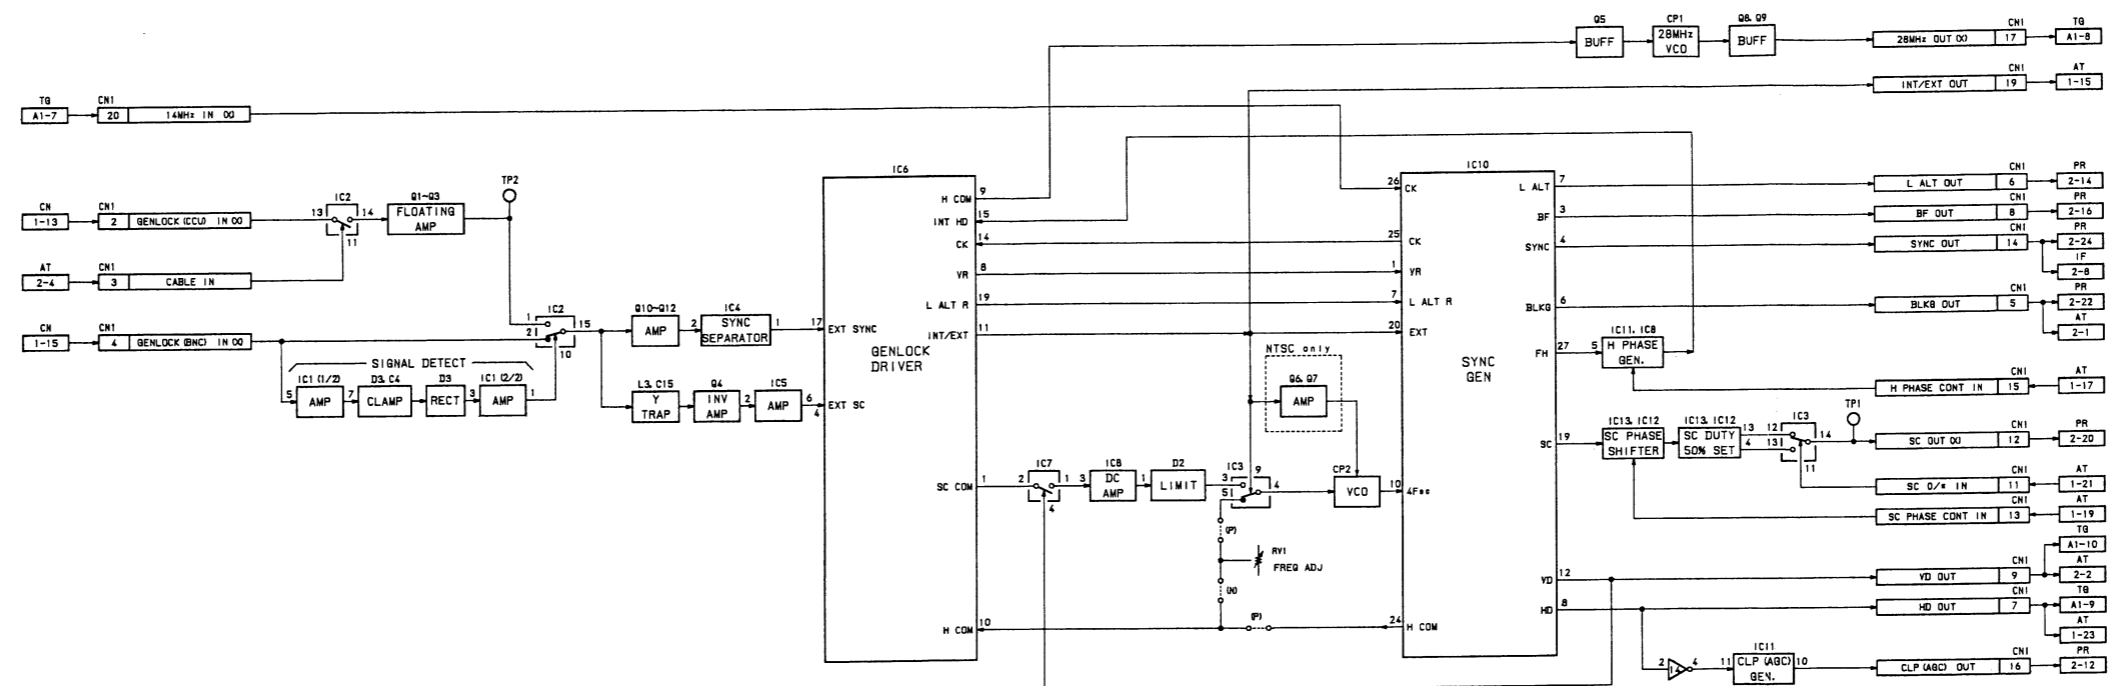 Q5
CP1
Q8, Q9
CN1
TG
BUFF
28MHz
VCO
BUFF
28MHz OUT (X)
17
A1-8
CN1
AT
INT/EXT OUT
19
1-15
TG
CN1
A1-7
20
14MHz IN (X)
CN
CN1
1-13
2
GENLOCK (CCU) IN (X)
IC2
13
14
11
Q1~Q3
FLOATING
AMP
TP2
AT
CN1
2-4
3
CABLE IN
CN
CN1
1-15
4
GENLOCK (BNC) IN (X)
IC2
1
2
15
10
SIGNAL DETECT
IC1 (1/2)
D3, C4
D3
IC1 (2/2)
5
AMP
7
CLAMP
RECT
3
AMP
1
Q10~Q12
IC4
AMP
2
SYNC
SEPARATOR
1
L3, C15
Q4
IC5
Y
TRAP
INV
AMP
2
AMP
6
4
IC6
GENLOCK
DRIVER
17
EXT SYNC
EXT SC
H COM
9
INT HD
15
CK
14
VR
8
L ALT R
19
INT/EXT
11
SC COM
1
H COM
10
IC7
2
1
4
IC8
3
DC
AMP
1
D2
LIMIT
IC3
3
5
9
4
NTSC only
Q6, Q7
AMP
CP2
VCO
(P)
RV1
FREQ ADJ
(N)
(P)
IC10
SYNC
GEN
26
CK
25
CK
1
VR
7
L ALT R
20
EXT
10
4Fsc
24
H COM
L ALT
7
BF
3
SYNC
4
BLKG
6
FH
27
SC
19
VD
12
HD
8
IC11, IC8
5
H PHASE
GEN.
IC13, IC12
SC PHASE
SHIFTER
IC13, IC12
SC DUTY
50% SET
13
4
IC3
12
13
14
11
TP1
CN1
PR
L ALT OUT
6
2-14
CN1
PR
BF OUT
8
2-16
CN1
PR
SYNC OUT
14
2-24
IF
2-8
CN1
PR
BLKG OUT
5
2-22
AT
2-1
CN1
AT
H PHASE CONT IN
15
1-17
CN1
PR
SC OUT (X)
12
2-20
CN1
AT
11
1-21
CN1
AT
SC PHASE CONT IN
13
1-19
TG
A1-10
CN1
AT
VD OUT
9
2-2
CN1
TG
HD OUT
7
A1-9
AT
1-23
2
14
4
IC11
11
CLP (AGC)
GEN.
10
CN1
PR
CLP (AGC) OUT
16
2-12